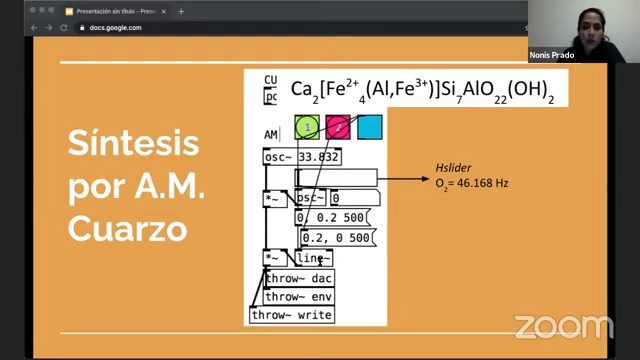 Presentación sin título - Prese
docs.google.com
Nonis Prado
Ca2[Fe2+4(Al,Fe3+)]Si7AlO22(OH)2
Síntesis
por A.M.
Cuarzo
CU
AM
1
2
osc~ 33.832
*~
osc~
0
0, 0.2 500
0.2, 0 500
*~
line~
throw~ dac
throw~ env
throw~ write
Hslider
O2= 46.168 Hz
zoom